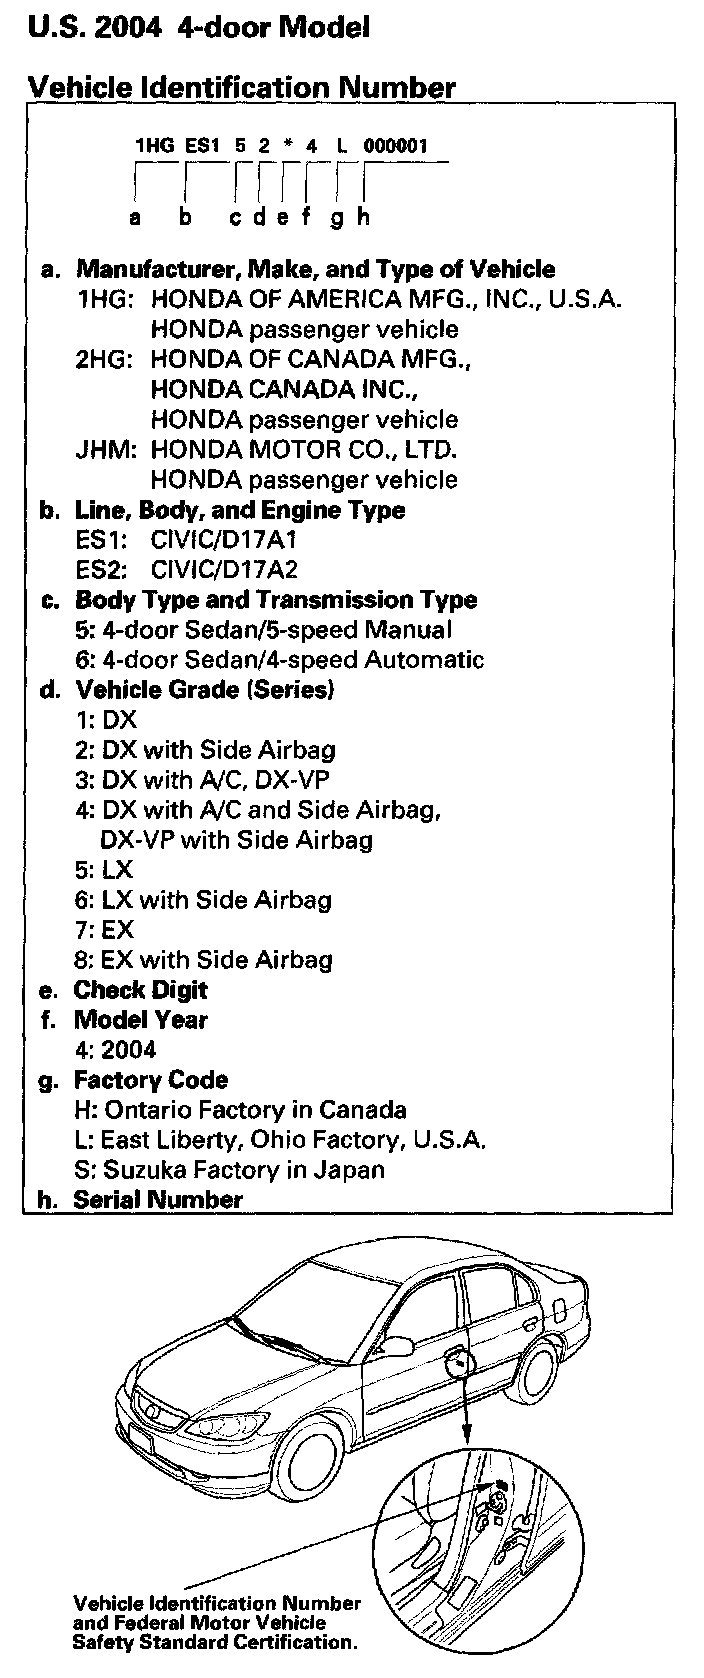 U.S. 2004 4-door Model
Vehicle Identification Number
1HG ES1 5 2 * 4 L 000001
a b c d e f g h
a. Manufacturer, Make, and Type of Vehicle
1HG: HONDA OF AMERICA MFG., INC., U.S.A.
HONDA passenger vehicle
2HG: HONDA OF CANADA MFG.,
HONDA CANADA INC.,
HONDA passenger vehicle
JHM: HONDA MOTOR CO., LTD.
HONDA passenger vehicle
b. Line, Body, and Engine Type
ES1: CIVIC/D17A1
ES2: CIVIC/D17A2
c. Body Type and Transmission Type
5: 4-door Sedan/5-speed Manual
6: 4-door Sedan/4-speed Automatic
d. Vehicle Grade (Series)
1: DX
2: DX with Side Airbag
3: DX with A/C, DX-VP
4: DX with A/C and Side Airbag,
DX-VP with Side Airbag
5: LX
6: LX with Side Airbag
7: EX
8: EX with Side Airbag
e. Check Digit
f. Model Year
4: 2004
g. Factory Code
H: Ontario Factory in Canada
L: East Liberty, Ohio Factory, U.S.A.
S: Suzuka Factory in Japan
h. Serial Number
Vehicle Identification Number
and Federal Motor Vehicle
Safety Standard Certification.